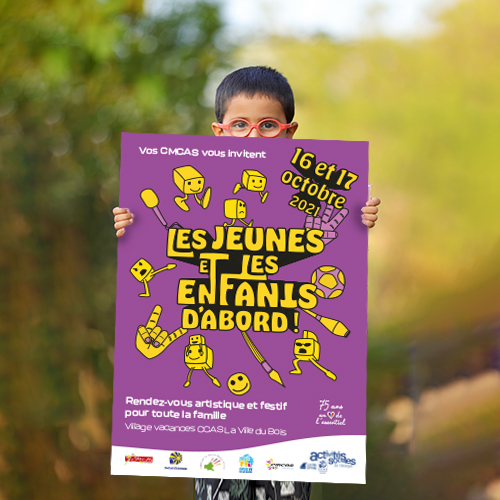 Vos CMCAS vous invitent
16 et 17
octobre
2021
LES JEUNES
ET LES
ENFANTS
D'ABORD !
Rendez-vous artistique et festif
pour toute la famille
Village vacances CCAS La Ville du Bois.
75 ans
en ♡ de
l'essentiel
activités
sociales